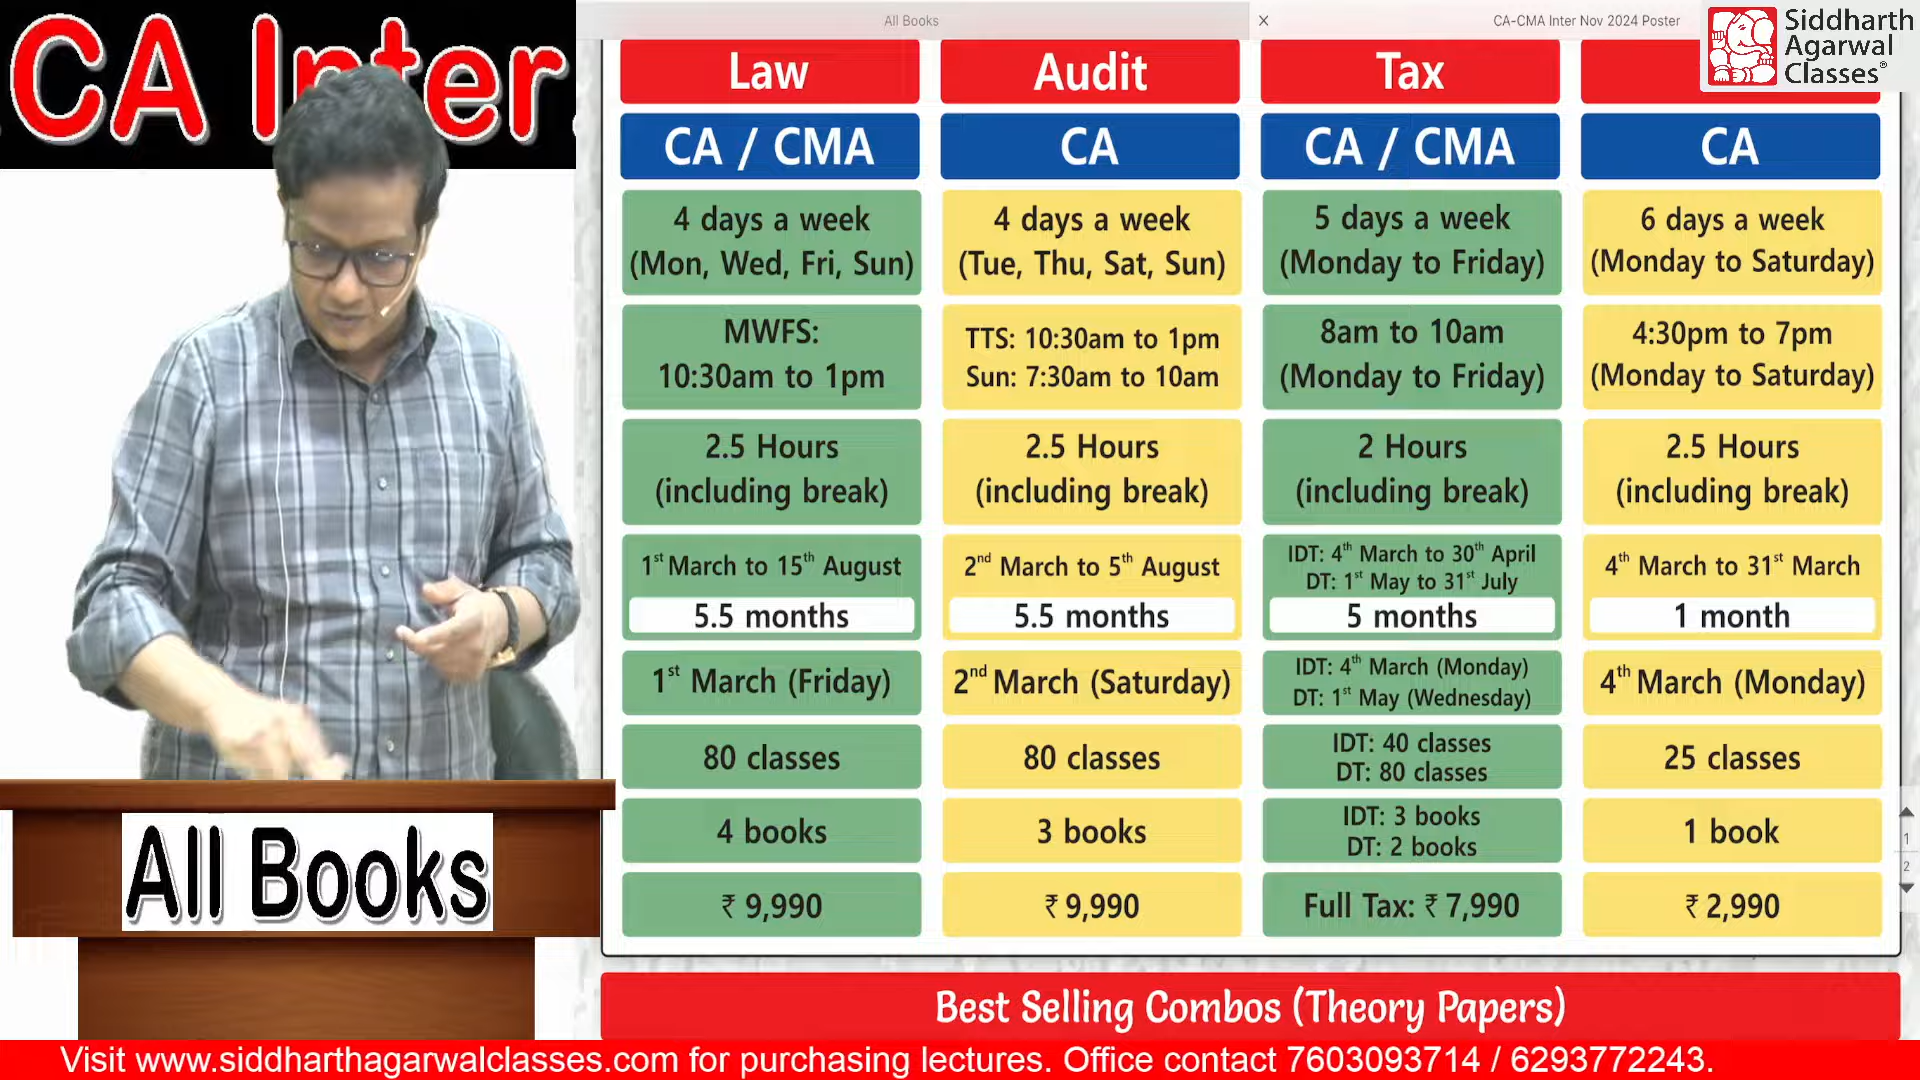 CA Inter
All Books
CA-CMA Inter Nov 2024 Poster
Siddharth
Agarwal
Classes®
Law
Audit
Tax
CA / CMA
CA
CA / CMA
CA
4 days a week
(Mon, Wed, Fri, Sun)
4 days a week
(Tue, Thu, Sat, Sun)
5 days a week
(Monday to Friday)
6 days a week
(Monday to Saturday)
MWFS:
10:30am to 1pm
TTS: 10:30am to 1pm
Sun: 7:30am to 10am
8am to 10am
(Monday to Friday)
4:30pm to 7pm
(Monday to Saturday)
2.5 Hours
(including break)
2.5 Hours
(including break)
2 Hours
(including break)
2.5 Hours
(including break)
1st March to 15th August
5.5 months
2nd March to 5th August
5.5 months
IDT: 4th March to 30th April
DT: 1st May to 31st July
5 months
4th March to 31st March
1 month
1st March (Friday)
2nd March (Saturday)
IDT: 4th March (Monday)
DT: 1st May (Wednesday)
4th March (Monday)
80 classes
80 classes
IDT: 40 classes
DT: 80 classes
25 classes
4 books
3 books
IDT: 3 books
DT: 2 books
1 book
₹ 9,990
₹ 9,990
Full Tax: ₹ 7,990
₹ 2,990
1
2
All Books
Best Selling Combos (Theory Papers)
Visit www.siddharthagarwalclasses.com for purchasing lectures. Office contact 7603093714 / 6293772243.